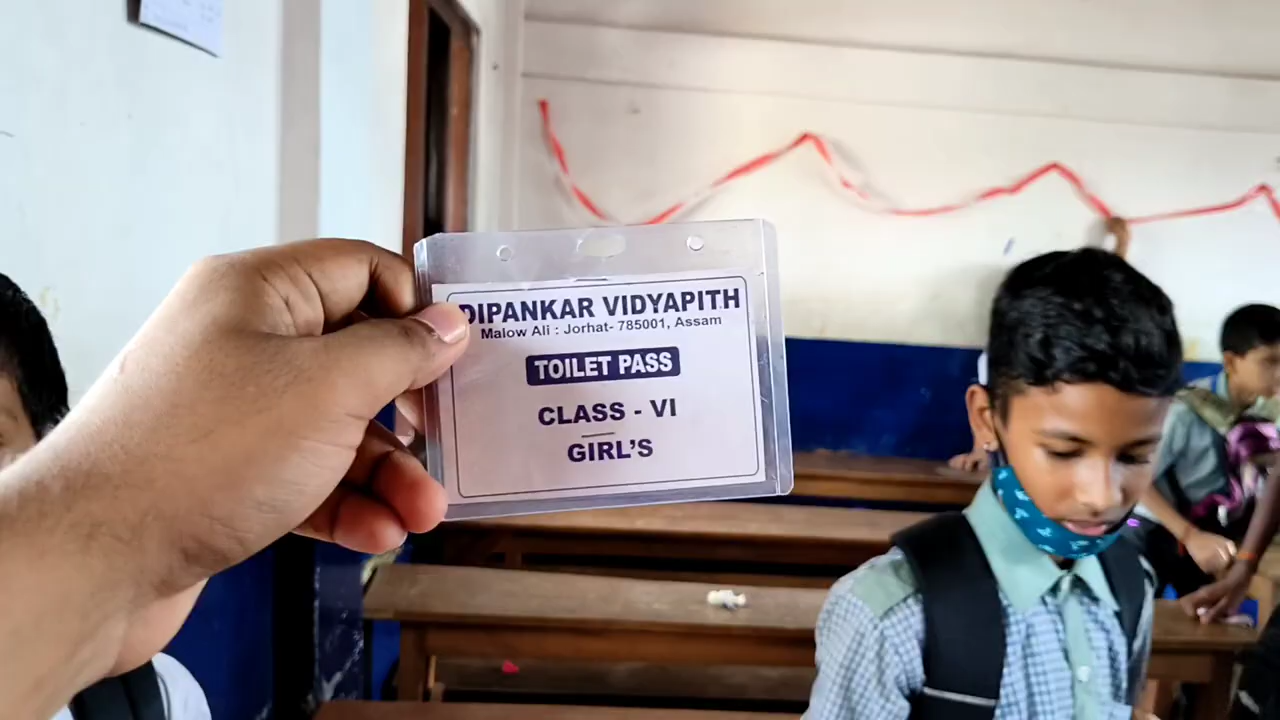 DIPANKAR VIDYAPITH
Malow Ali : Jorhat- 785001, Assam
TOILET PASS
CLASS - VI
GIRL'S